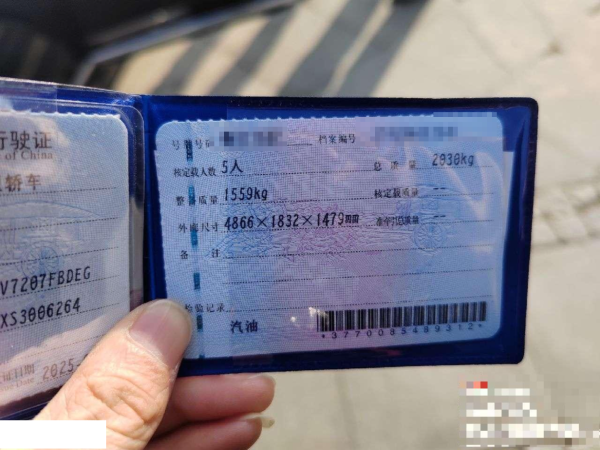 行驶证
of China
轿车
V7207FBDEG
XS3006264
2025-
Date
号牌号码
档案编号
核定载人数 5人
总 质 量 2030kg
整备质量 1559kg
核定载质量 --
外廓尺寸 4866×1832×1479mm
准牵引总质量 --
备 注
检验记录
汽油
*3770085489312*